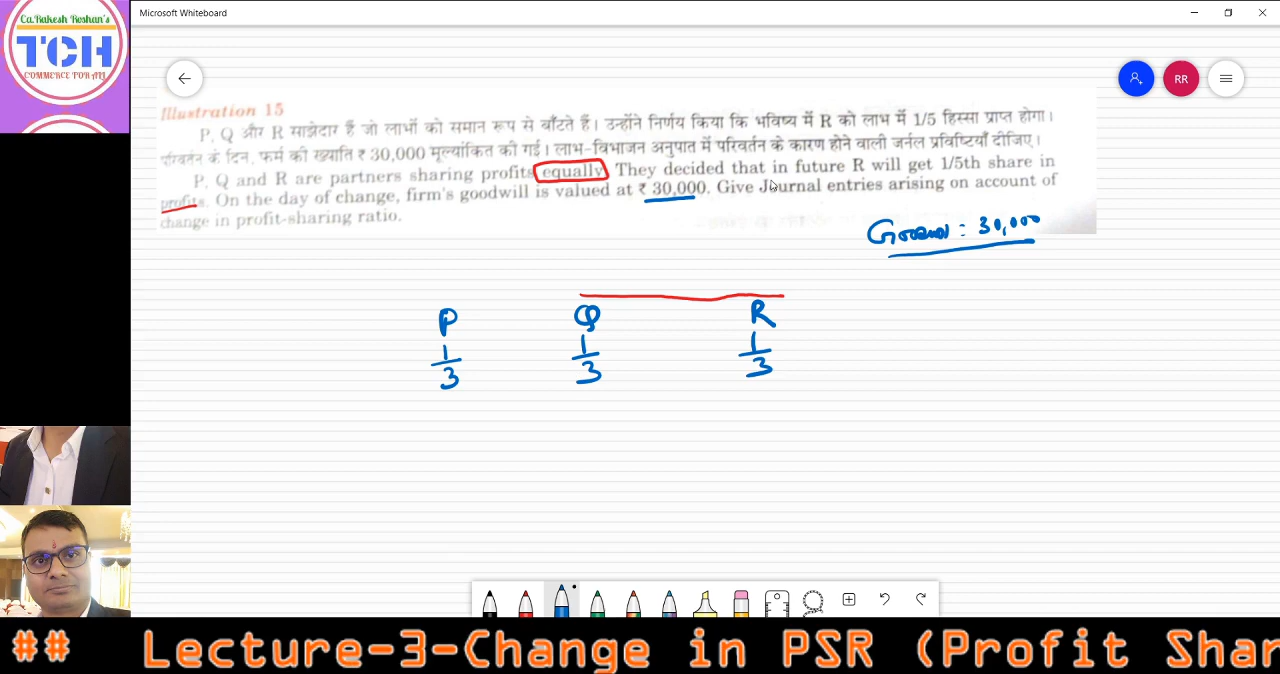 Microsoft Whiteboard
Ca.Rakesh Roshan's
TCH
COMMERCE FOR ALL
RR
Illustration 15
P, Q और R साझेदार हैं जो लाभों को समान रूप से बाँटते हैं। उन्होंने निर्णय किया कि भविष्य में R को लाभ में 1/5 हिस्सा प्राप्त होगा।
परिवर्तन के दिन, फर्म की ख्याति ₹ 30,000 मूल्यांकित की गई। लाभ-विभाजन अनुपात में परिवर्तन के कारण होने वाली जर्नल प्रविष्टियाँ दीजिए।
P, Q and R are partners sharing profits equally. They decided that in future R will get 1/5th share in
profits. On the day of change, firm's goodwill is valued at ₹ 30,000. Give Journal entries arising on account of
change in profit-sharing ratio.
= 30,000
P Q R
1/3 1/3 1/3
## Lecture-3-Change in PSR (Profit Shar